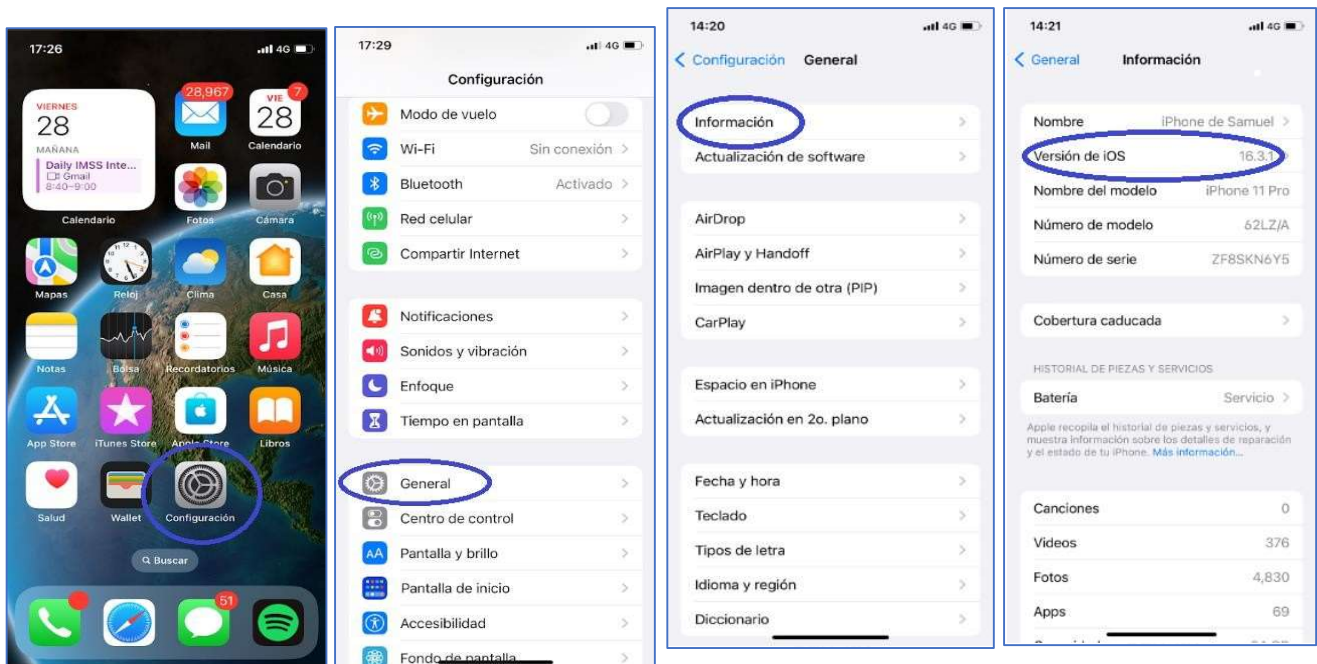 17:26
4G
VIERNES
28
MAÑANA
Daily IMSS Inte...
Gmail
8:40–9:00
Calendario
28,967
Mail
VIE 7
28
Calendario
Fotos
Cámara
Mapas
Reloj
Clima
Casa
Notas
Bolsa
Recordatorios
Música
App Store
iTunes Store
Apple Store
Libros
Salud
Wallet
Configuración
Buscar
51
17:29
4G
Configuración
Modo de vuelo
Wi-Fi Sin conexión
Bluetooth Activado
Red celular
Compartir Internet
Notificaciones
Sonidos y vibración
Enfoque
Tiempo en pantalla
General
Centro de control
AA Pantalla y brillo
Pantalla de inicio
Accesibilidad
Fondo de pantalla
14:20
4G
Configuración General
Información
Actualización de software
AirDrop
AirPlay y Handoff
Imagen dentro de otra (PIP)
CarPlay
Espacio en iPhone
Actualización en 2o. plano
Fecha y hora
Teclado
Tipos de letra
Idioma y región
Diccionario
14:21
4G
General Información
Nombre iPhone de Samuel
Versión de iOS 16.3.1
Nombre del modelo iPhone 11 Pro
Número de modelo 62LZ/A
Número de serie ZF8SKN6Y5
Cobertura caducada
HISTORIAL DE PIEZAS Y SERVICIOS
Batería Servicio
Apple recopila el historial de piezas y servicios, y
muestra información sobre los detalles de reparación
y el estado de tu iPhone. Más información...
Canciones 0
Videos 376
Fotos 4,830
Apps 69